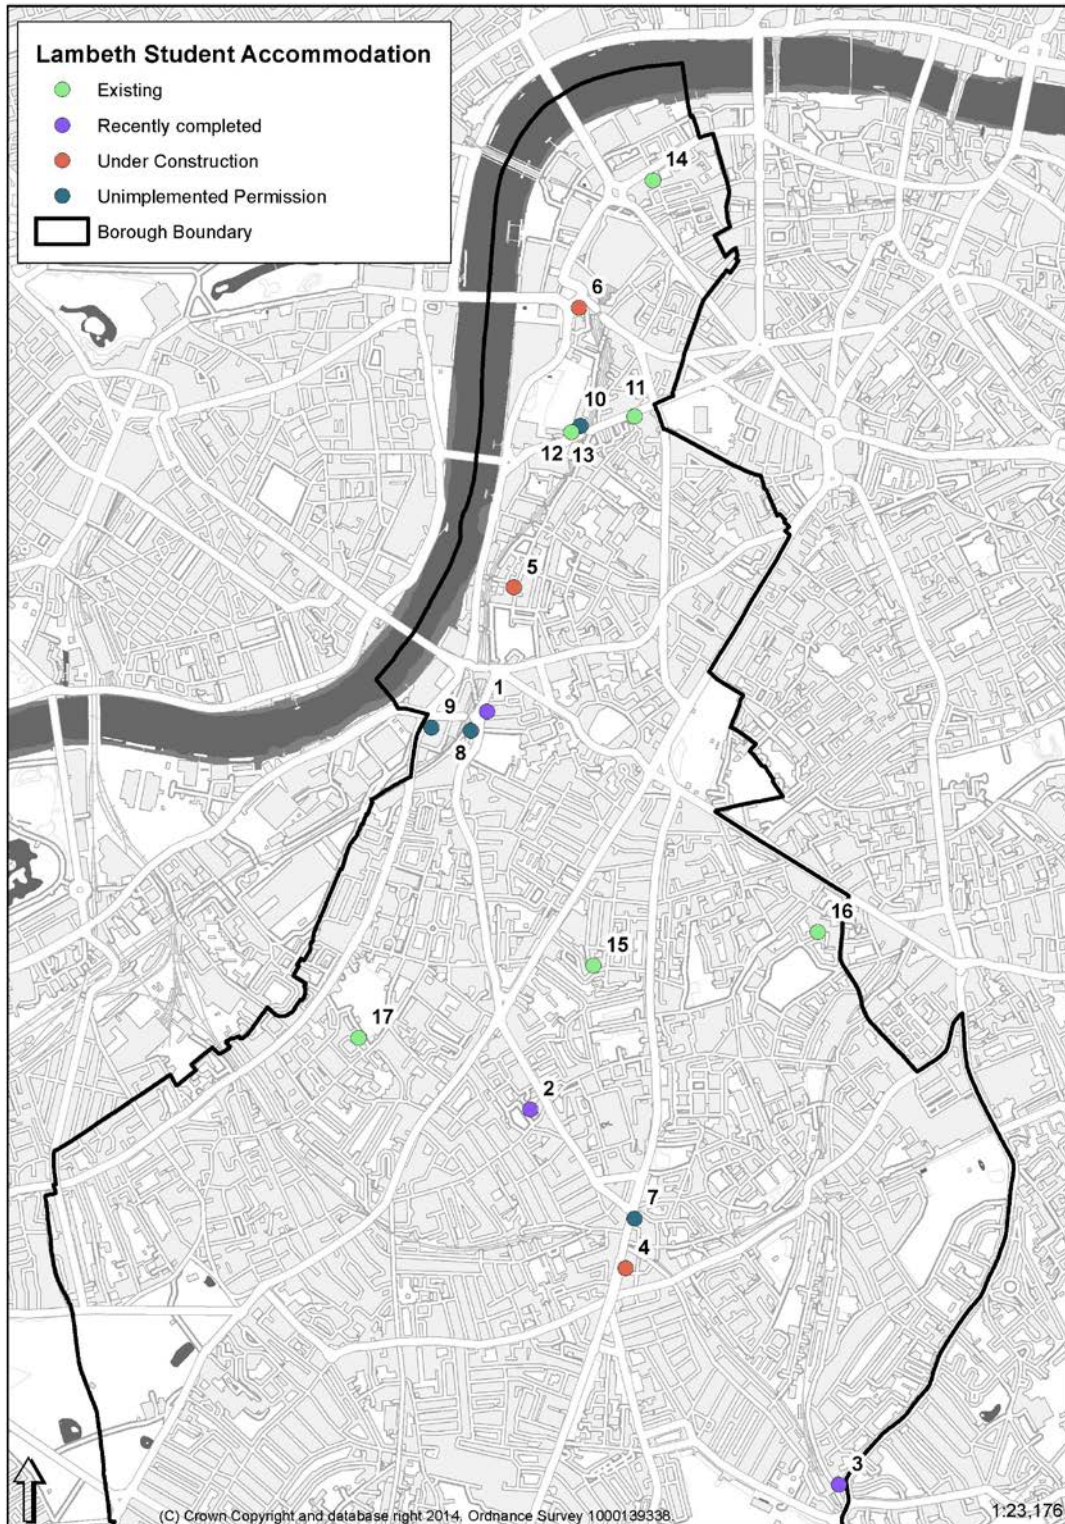 Lambeth Student Accommodation
Existing
Recently completed
Under Construction
Unimplemented Permission
Borough Boundary
14
6
11
10
12 13
5
1
9
8
16
15
17
2
7
4
3
(C) Crown Copyright and database right 2014. Ordnance Survey 1000139338.
1:23,176